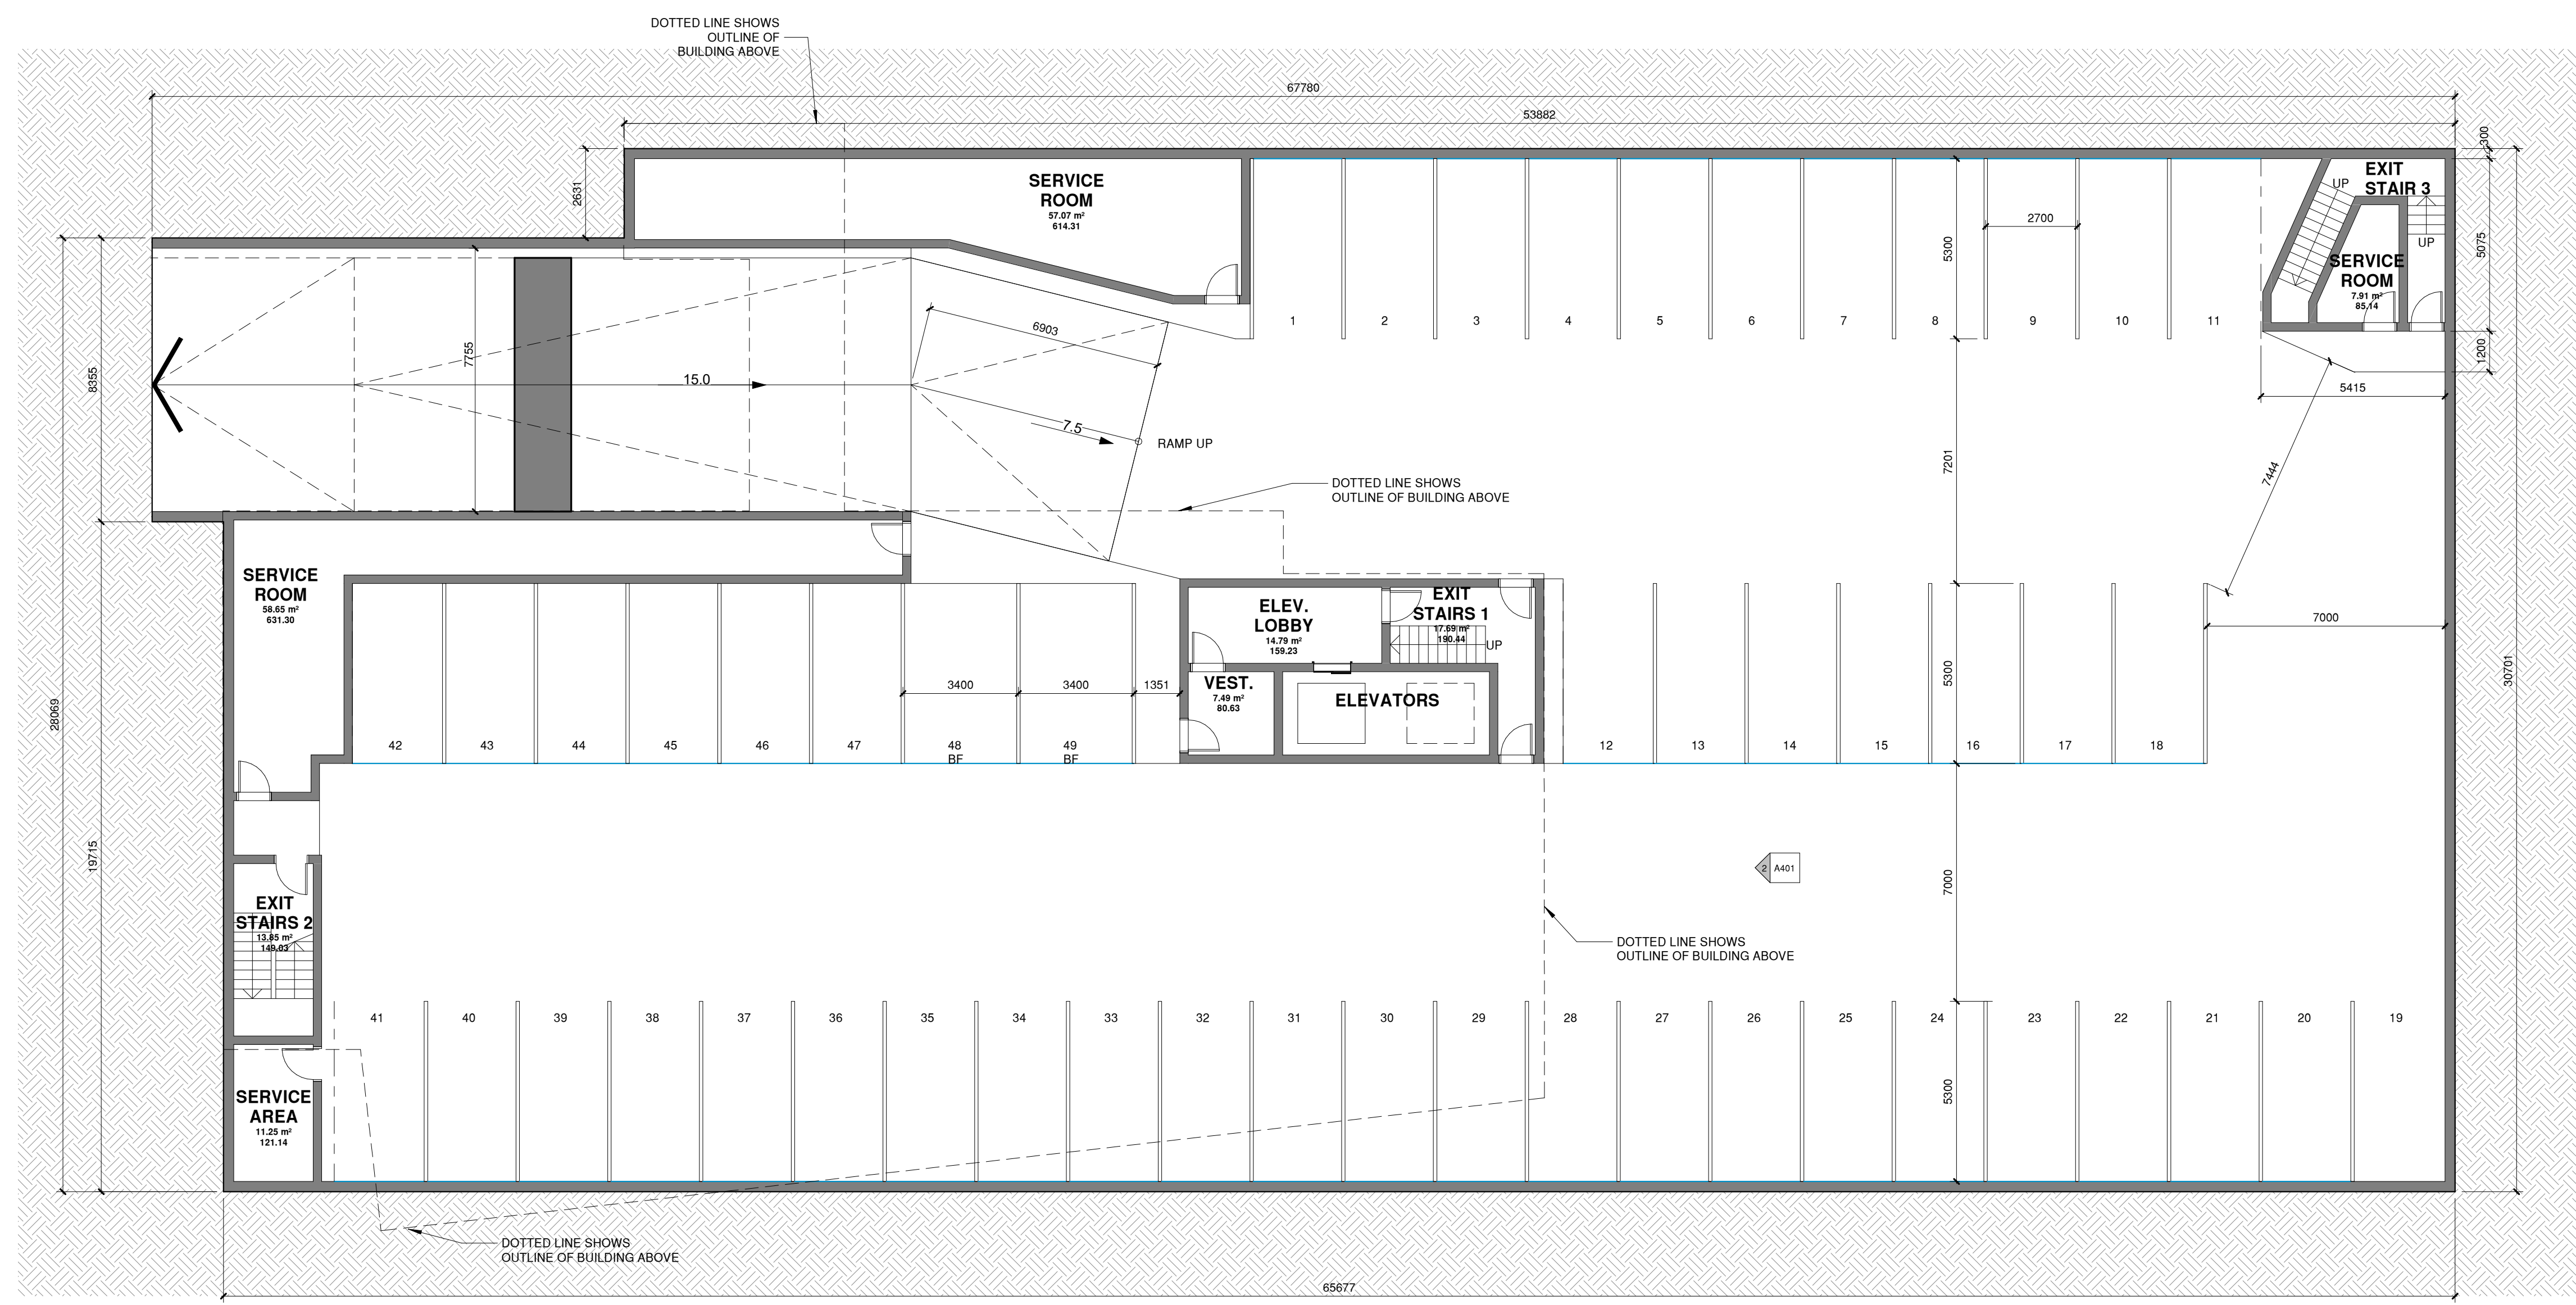 DOTTED LINE SHOWS
OUTLINE OF
BUILDING ABOVE
67780
53882
300
2631
SERVICE
ROOM
57.07 m²
614.31
EXIT
STAIR 3
UP
UP
2700
5300
5075
SERVICE
ROOM
7.91 m²
85.14
1 2 3 4 5 6 7 8 9 10 11
6903
7755
8355
15.0
7.5
RAMP UP
1200
5415
7201
7444
DOTTED LINE SHOWS
OUTLINE OF BUILDING ABOVE
SERVICE
ROOM
58.65 m²
631.30
ELEV.
LOBBY
14.79 m²
159.23
EXIT
STAIRS 1
17.69 m²
190.44
UP
7000
3400 3400 1351
VEST.
7.49 m²
80.63
ELEVATORS
5300
30701
28069
42 43 44 45 46 47 48 49 12 13 14 15 16 17 18
BF BF
19715
2 A401
7000
EXIT
STAIRS 2
13.85 m²
149.03
DOTTED LINE SHOWS
OUTLINE OF BUILDING ABOVE
41 40 39 38 37 36 35 34 33 32 31 30 29 28 27 26 25 24 23 22 21 20 19
5300
SERVICE
AREA
11.25 m²
121.14
DOTTED LINE SHOWS
OUTLINE OF BUILDING ABOVE
65677